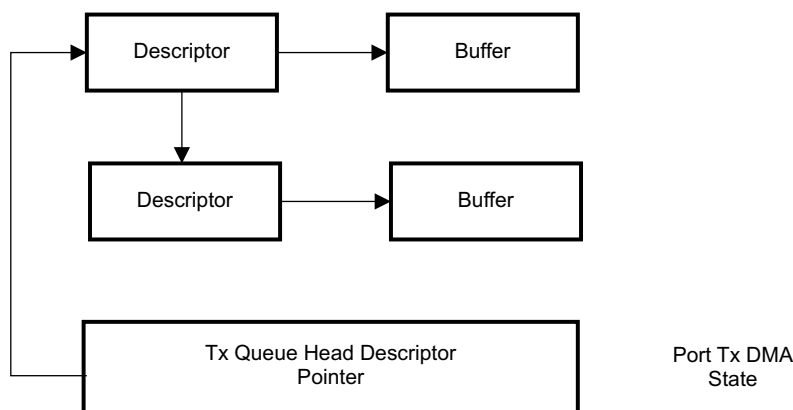 Descriptor
Buffer
Descriptor
Buffer
Tx Queue Head Descriptor
Pointer
Port Tx DMA
State